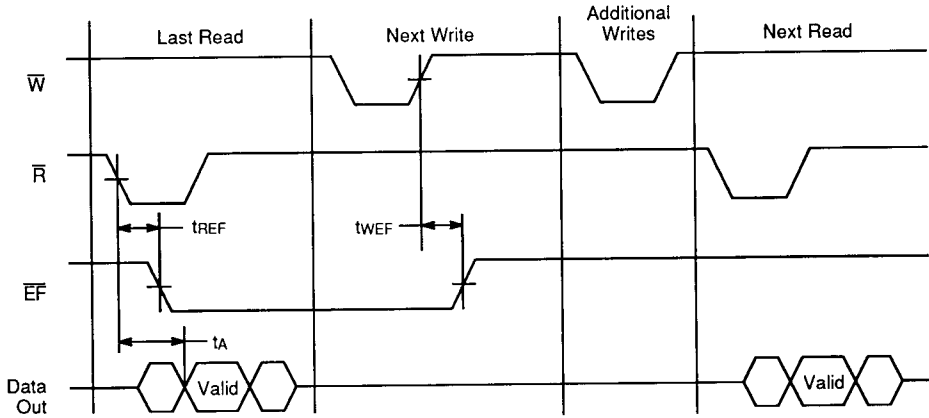 Last Read
Next Write
Additional
Writes
Next Read
W
R
tREF
tWEF
EF
tA
Data
Out
Valid
Valid